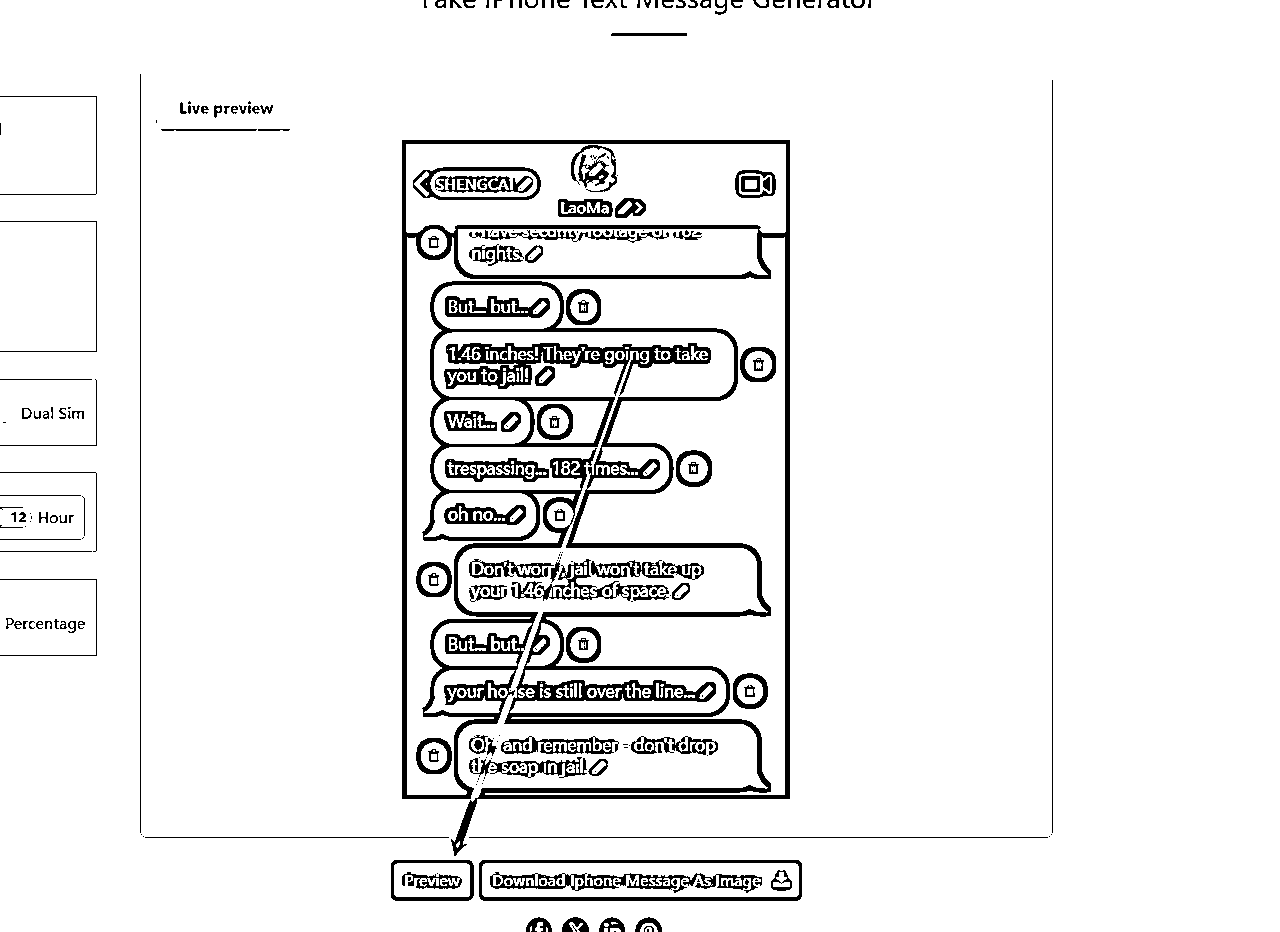 Fake iPhone Text Message Generator
Live preview
SHENGCAI
LaoMa
I have security footage of 182
nights.
But... but...
1.46 inches! They're going to take
you to jail!
Wait...
trespassing... 182 times...
oh no...
Don't worry, jail won't take up
your 1.46 inches of space.
But... but...
your house is still over the line...
Oh, and remember - don't drop
the soap in jail.
Dual Sim
12 Hour
Percentage
Preview
Download Iphone Message As Image